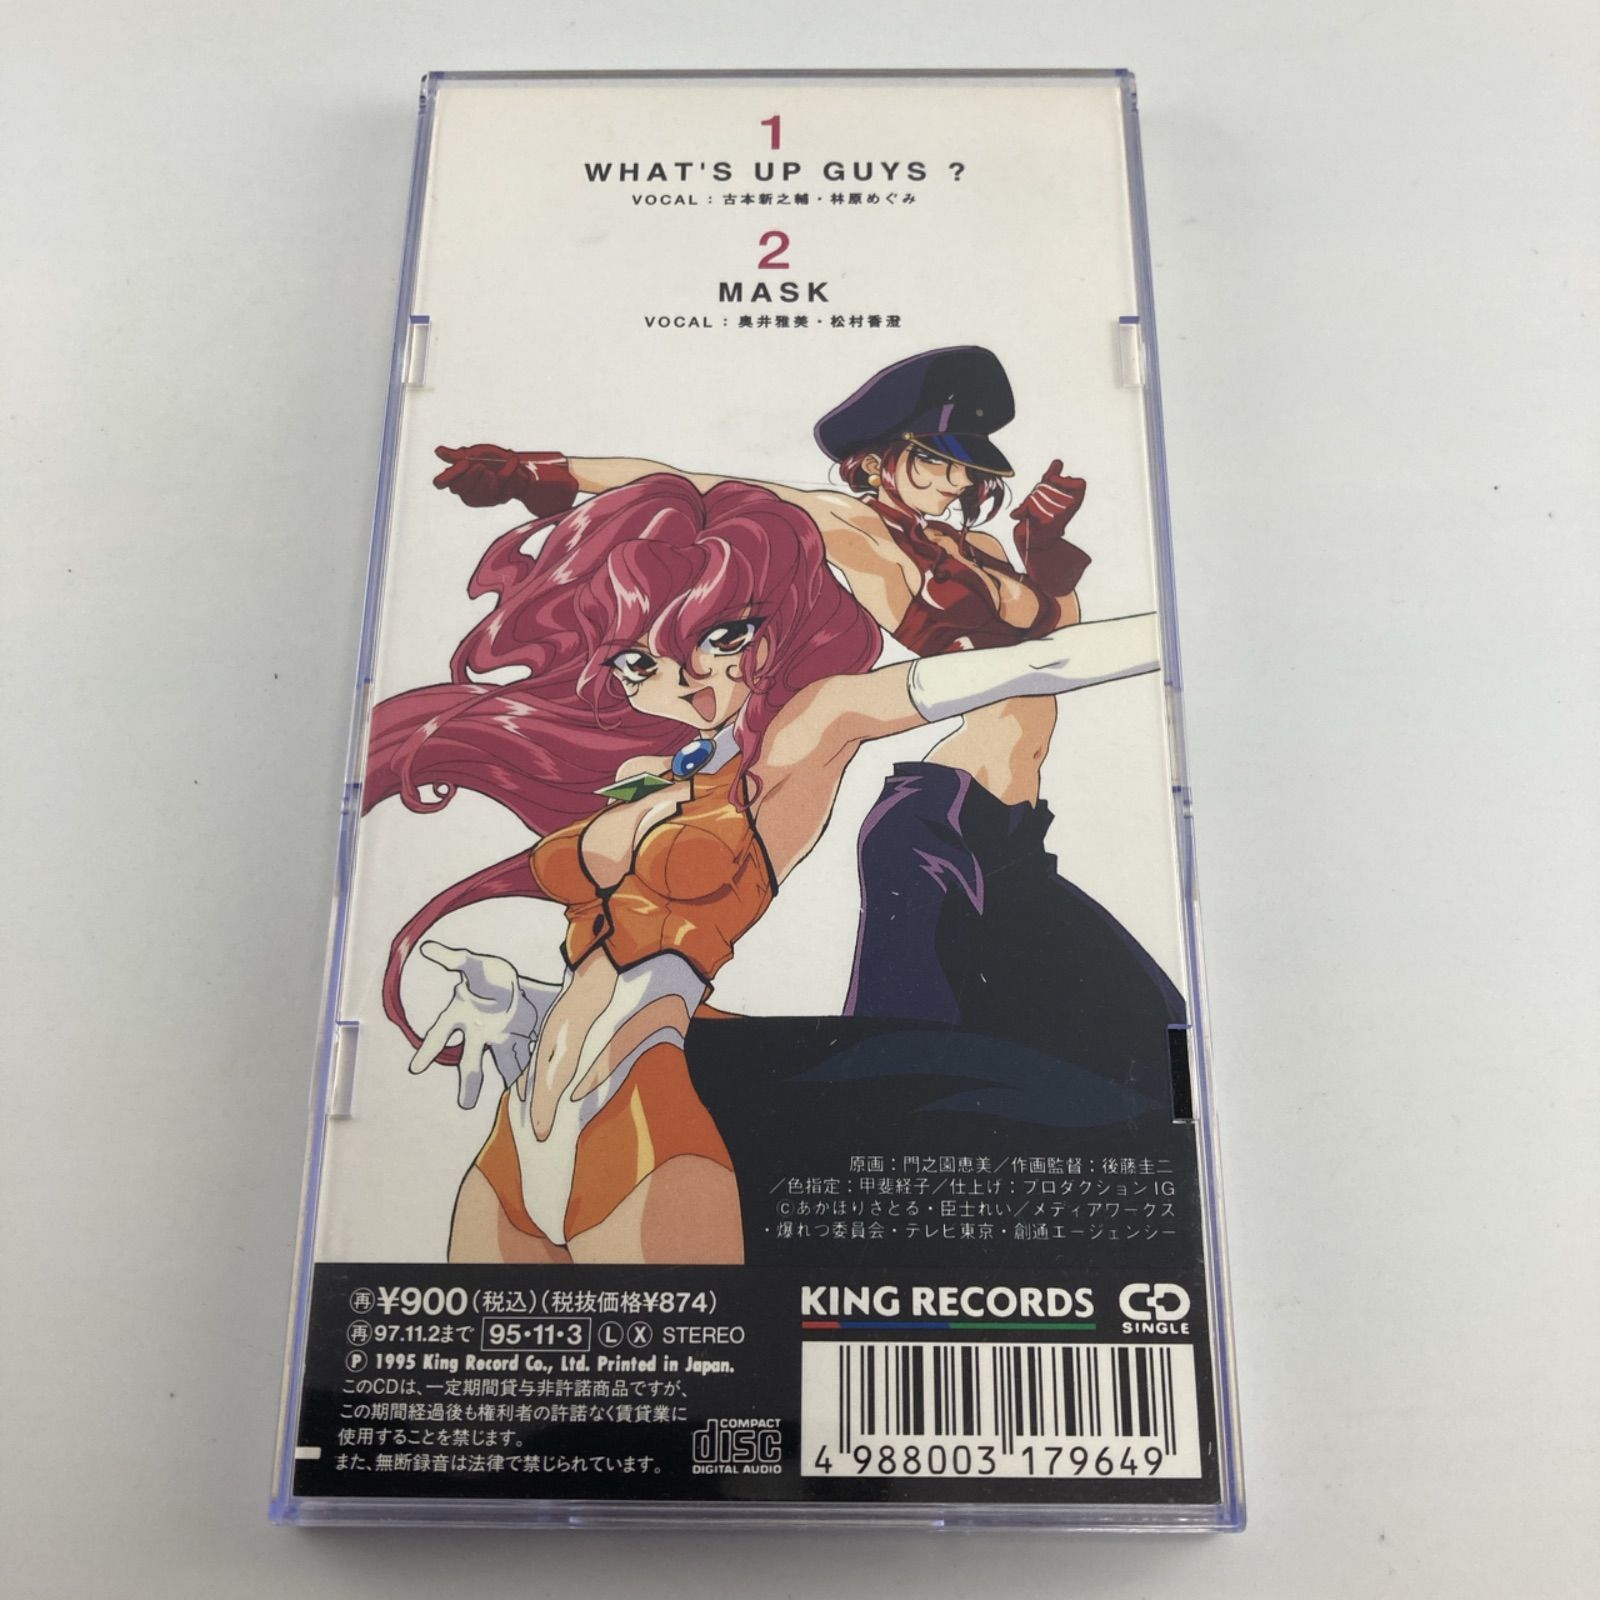 1
WHAT'S UP GUYS ?
VOCAL : 古本新之輔・林原めぐみ
2
MASK
VOCAL : 奥井雅美・松村香澄
原画：門之園恵美／作画監督：後藤圭二
／色指定：甲斐経子／仕上げ：プロダクションIG
©あかほりさとる・臣士れい／メディアワークス
・爆れつ委員会・テレビ東京・創通エージェンシー
再¥900(税込)(税抜価格¥874)
再97.11.2まで 95・11・3 L X STEREO
Ⓟ 1995 King Record Co., Ltd. Printed in Japan.
このCDは、一定期間貸与非許諾商品ですが、
この期間経過後も権利者の許諾なく賃貸業に
使用することを禁じます。
また、無断録音は法律で禁じられています。
COMPACT
disc
DIGITAL AUDIO
KING RECORDS
CD
SINGLE
4 988003 179649